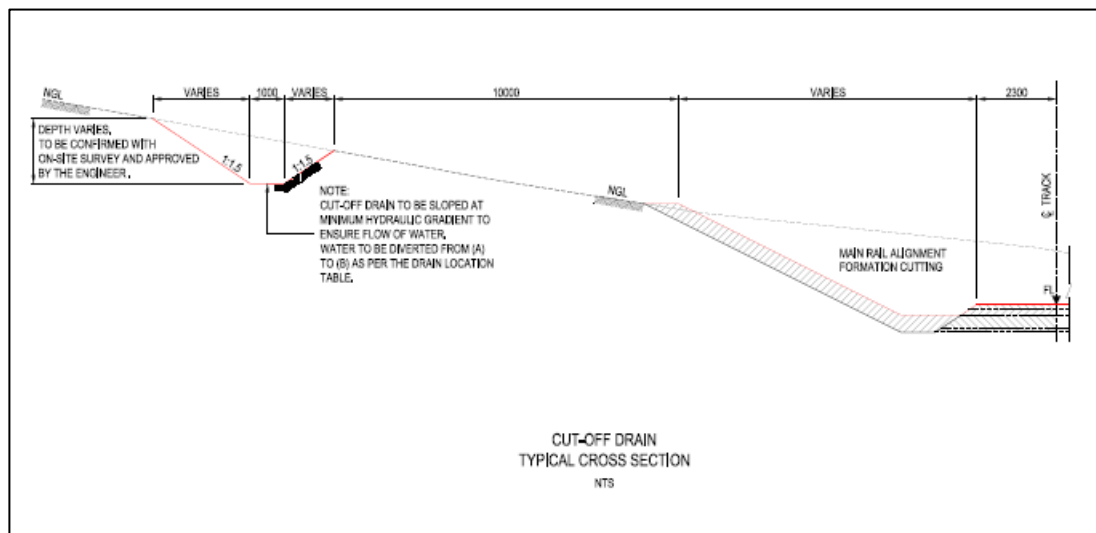 NGL
VARIES
1000
VARIES
10000
VARIES
2300
DEPTH VARIES,
TO BE CONFIRMED WITH
ON-SITE SURVEY AND APPROVED
BY THE ENGINEER.
1:1.5
1:1.5
NOTE:
CUT-OFF DRAIN TO BE SLOPED AT
MINIMUM HYDRAULIC GRADIENT TO
ENSURE FLOW OF WATER.
WATER TO BE DIVERTED FROM (A)
TO (B) AS PER THE DRAIN LOCATION
TABLE.
NGL
℄ TRACK
MAIN RAIL ALIGNMENT
FORMATION CUTTING
FL
CUT-OFF DRAIN
TYPICAL CROSS SECTION
NTS